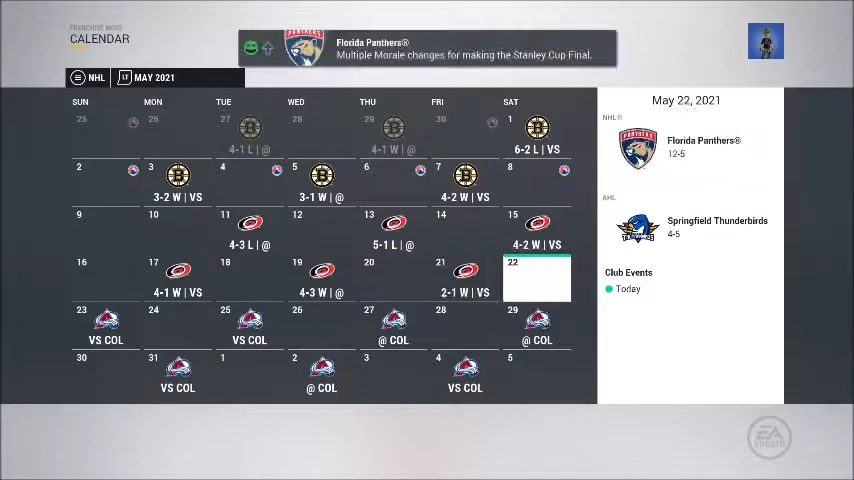 FRANCHISE MODE
CALENDAR
PANTHERS
Florida Panthers®
Multiple Morale changes for making the Stanley Cup Final.
NHL
LT MAY 2021
SUN MON TUE WED THU FRI SAT
25 26 27 28 29 30 1
4-1 L | @ 4-1 W | @ 6-2 L | VS
2 3 4 5 6 7 8
3-2 W | VS 3-1 W | @ 4-2 W | VS
9 10 11 12 13 14 15
4-3 L | @ 5-1 L | @ 4-2 W | VS
16 17 18 19 20 21 22
4-1 W | VS 4-3 W | @ 2-1 W | VS
23 24 25 26 27 28 29
VS COL VS COL @ COL @ COL
30 31 1 2 3 4 5
VS COL @ COL VS COL
May 22, 2021
NHL®
PANTHERS
Florida Panthers®
12-5
AHL
Springfield Thunderbirds
4-5
Club Events
Today
EA
SPORTS